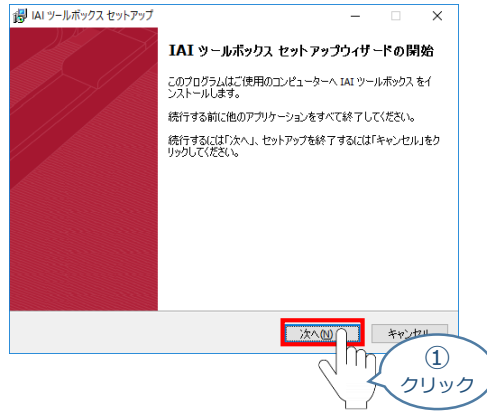 IAI ツールボックス セットアップ
IAI ツールボックス セットアップウィザードの開始
このプログラムはご使用のコンピューターへ IAI ツールボックス をイ
ンストールします。
続行する前に他のアプリケーションをすべて終了してください。
続行するには「次へ」、セットアップを終了するには「キャンセル」をク
リックしてください。
次へ(N)
キャンセル
①
クリック